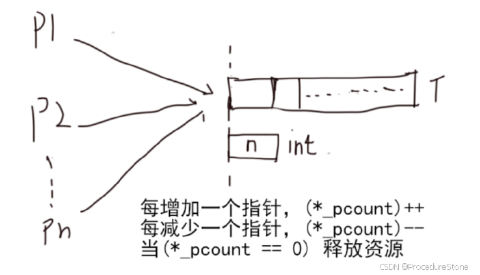 P1
P2
Pn
T
n int
每增加一个指针，(*_pcount)++
每减少一个指针，(*_pcount)--
当(*_pcount == 0) 释放资源
CSDN @ProcedureStone